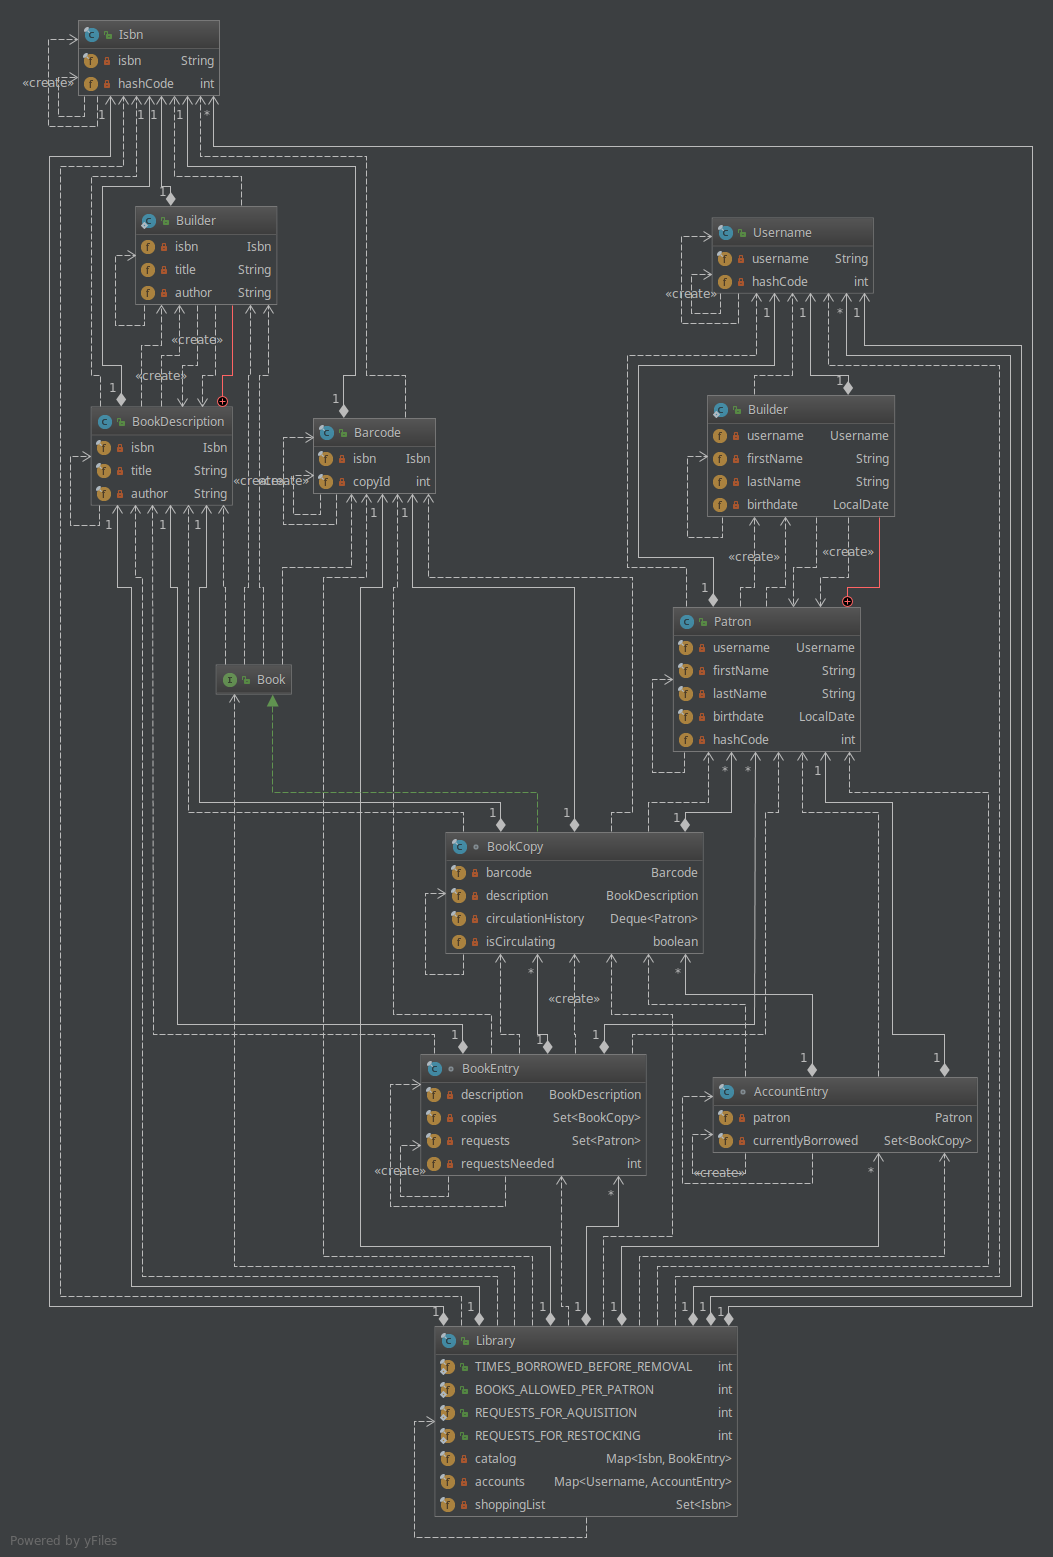 Isbn
isbn String
hashCode int
«create»
1 1 1 1 *
1
Builder
isbn Isbn
title String
author String
«create»
«create»
1
BookDescription
isbn Isbn
title String
author String
1 1 1
1
Barcode
isbn Isbn
copyId int
«create»
1 1
Username
username String
hashCode int
«create»
1 1 * 1
1
Builder
username Username
firstName String
lastName String
birthdate LocalDate
«create»
«create»
1
Patron
username Username
firstName String
lastName String
birthdate LocalDate
hashCode int
* * 1
Book
1 1 1
BookCopy
barcode Barcode
description BookDescription
circulationHistory Deque<Patron>
isCirculating boolean
* *
«create»
1 1 1
BookEntry
description BookDescription
copies Set<BookCopy>
requests Set<Patron>
requestsNeeded int
«create»
*
1 1
AccountEntry
patron Patron
currentlyBorrowed Set<BookCopy>
«create»
*
1 1 1 1 1 1 1 1
Library
TIMES_BORROWED_BEFORE_REMOVAL int
BOOKS_ALLOWED_PER_PATRON int
REQUESTS_FOR_AQUISITION int
REQUESTS_FOR_RESTOCKING int
catalog Map<Isbn, BookEntry>
accounts Map<Username, AccountEntry>
shoppingList Set<Isbn>
Powered by yFiles